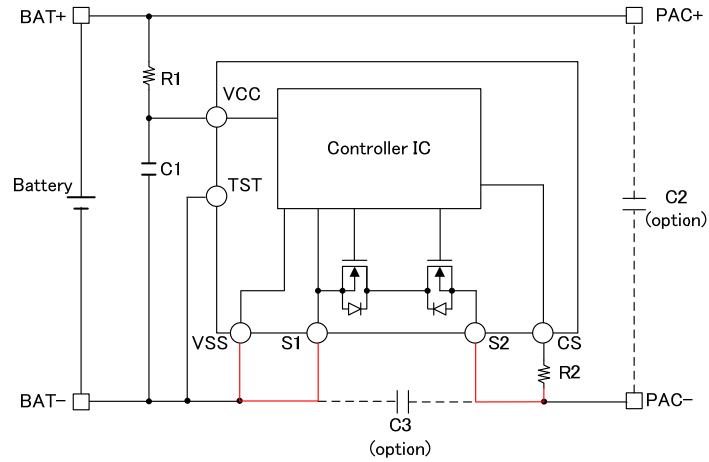 BAT+
PAC+
R1
VCC
Controller IC
C1
Battery
TST
C2
(option)
VSS
S1
S2
CS
R2
BAT-
PAC-
C3
(option)